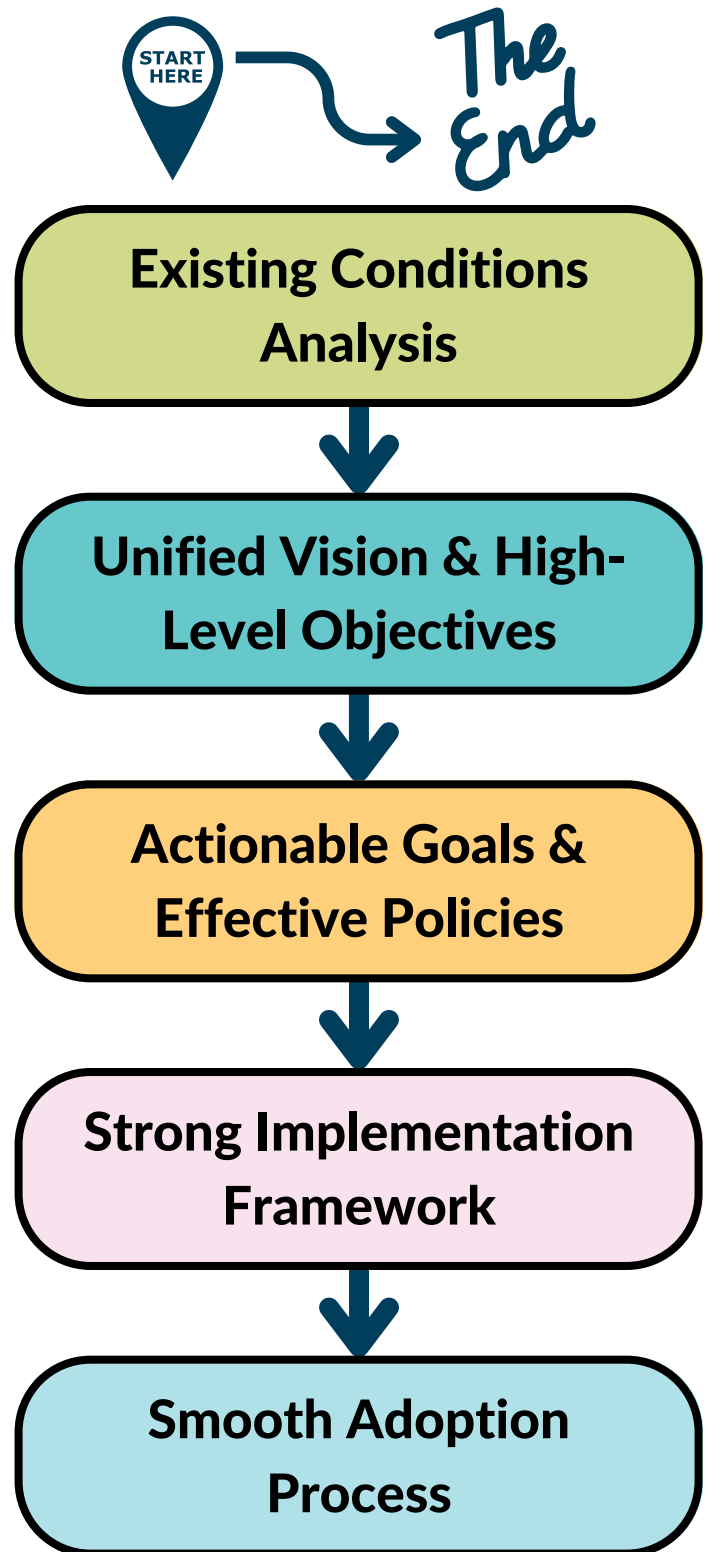 START
HERE
The
End
Existing Conditions
Analysis
Unified Vision & High-
Level Objectives
Actionable Goals &
Effective Policies
Strong Implementation
Framework
Smooth Adoption
Process